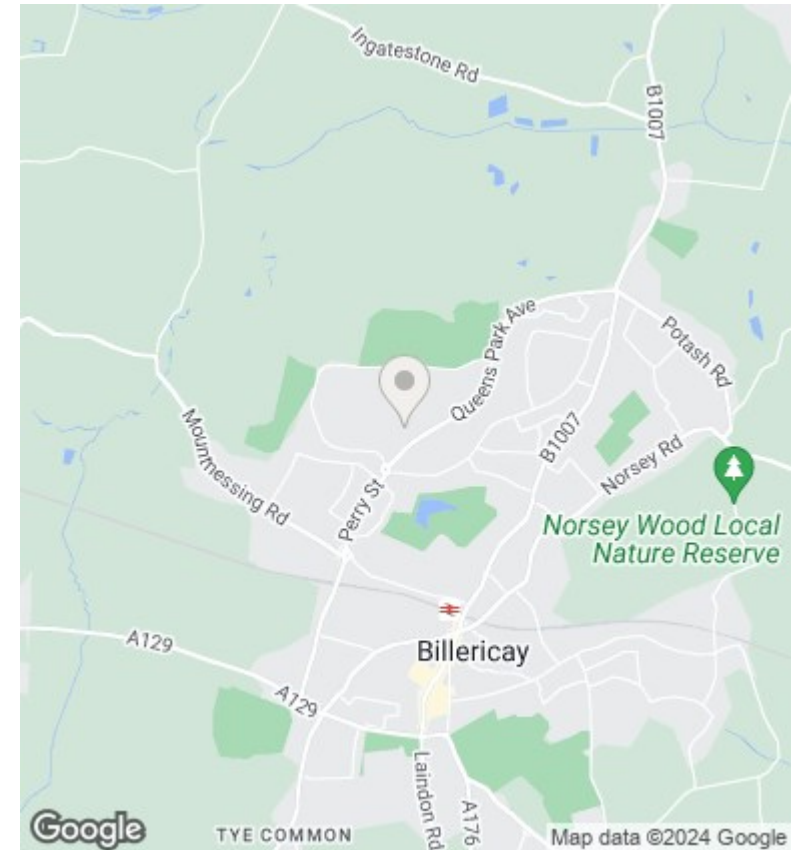 Ingatestone Rd
B1007
Queens Park Ave
Potash Rd
Mountnessing Rd
B1007
Norsey Rd
Perry St
Norsey Wood Local
Nature Reserve
A129
Billericay
A129
Laindon Rd
A176
Google
TYE COMMON
Map data ©2024 Google